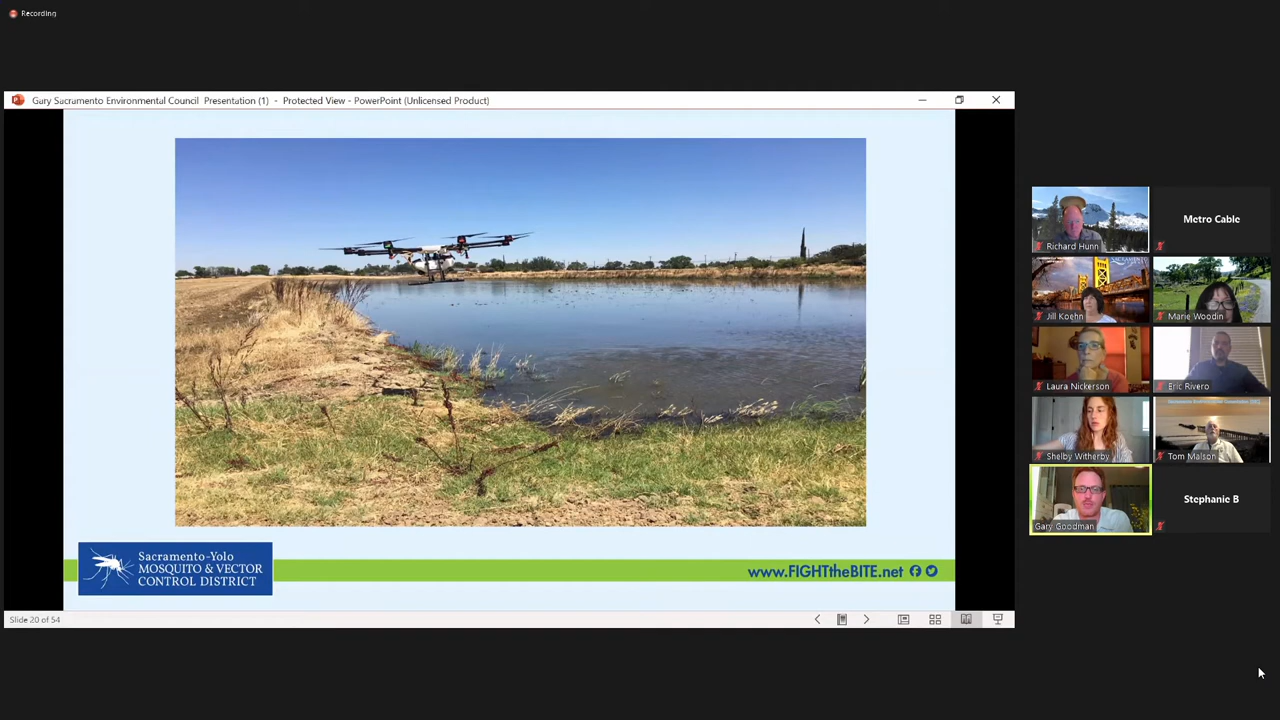 Recording
Gary Sacramento Environmental Council Presentation (1) - Protected View - PowerPoint (Unlicensed Product)
Sacramento-Yolo
MOSQUITO & VECTOR
CONTROL DISTRICT
www.FIGHTtheBITE.net
Slide 20 of 54
Richard Hunn
Metro Cable
Jill Koehn
Marie Woodin
Laura Nickerson
Eric Rivero
Shelby Witherby
Tom Malson
Gary Goodman
Stephanie B